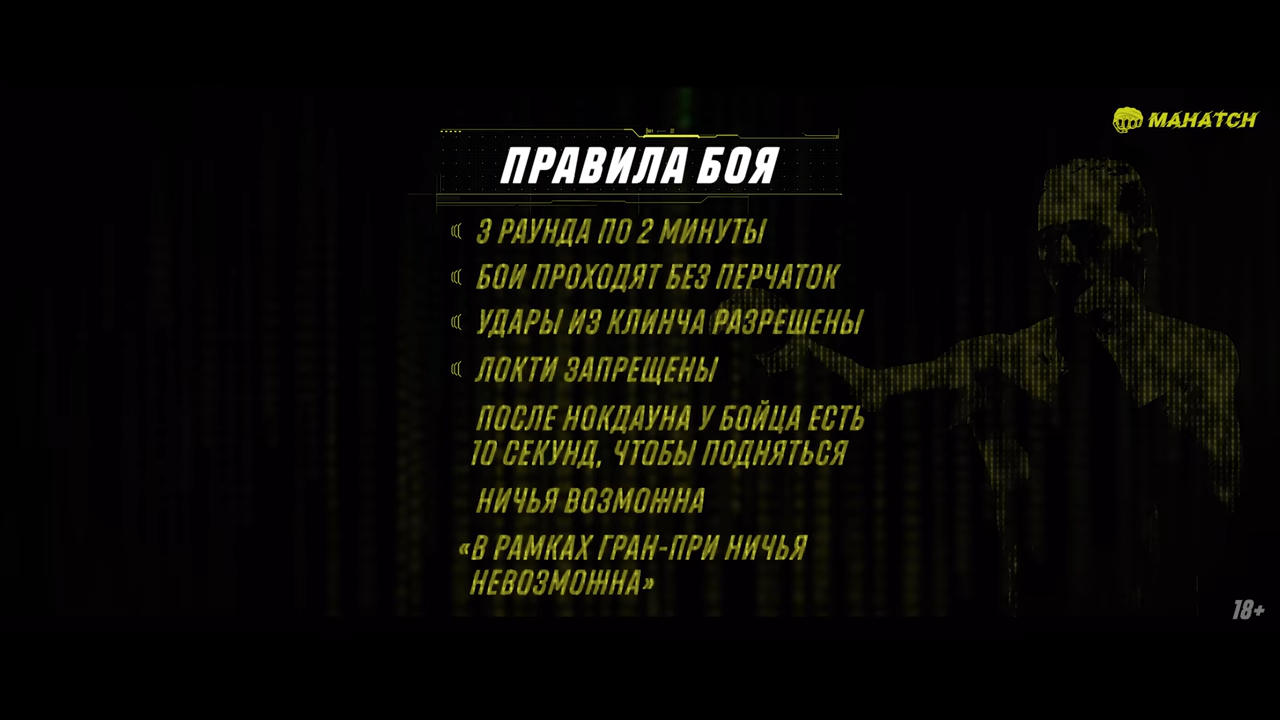 MAHATCH
ПРАВИЛА БОЯ
3 РАУНДА ПО 2 МИНУТЫ
БОИ ПРОХОДЯТ БЕЗ ПЕРЧАТОК
УДАРЫ ИЗ КЛИНЧА РАЗРЕШЕНЫ
ЛОКТИ ЗАПРЕЩЕНЫ
ПОСЛЕ НОКДАУНА У БОЙЦА ЕСТЬ
10 СЕКУНД, ЧТОБЫ ПОДНЯТЬСЯ
НИЧЬЯ ВОЗМОЖНА
«В РАМКАХ ГРАН-ПРИ НИЧЬЯ
НЕВОЗМОЖНА»
18+